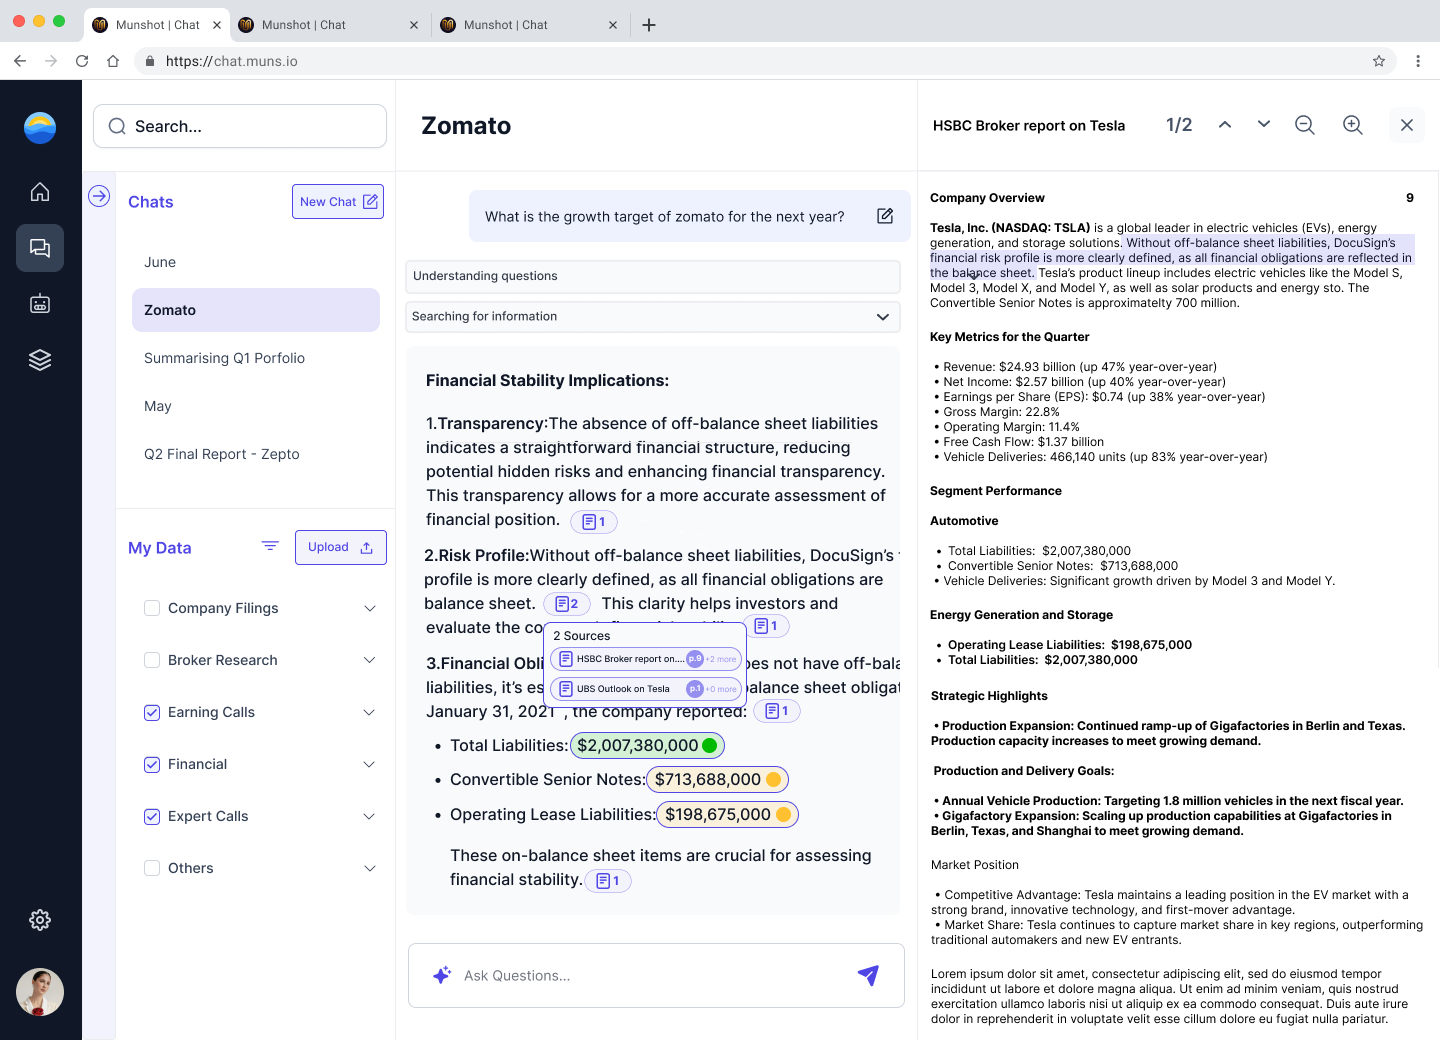 Munshot | Chat
Munshot | Chat
Munshot | Chat
https://chat.muns.io
Search...
Chats
New Chat
June
Zomato
Summarising Q1 Porfolio
May
Q2 Final Report - Zepto
My Data
Upload
Company Filings
Broker Research
Earning Calls
Financial
Expert Calls
Others
Zomato
What is the growth target of zomato for the next year?
Understanding questions
Searching for information
Financial Stability Implications:
1.Transparency:The absence of off-balance sheet liabilities
indicates a straightforward financial structure, reducing
potential hidden risks and enhancing financial transparency.
This transparency allows for a more accurate assessment of
financial position. 1
2.Risk Profile:Without off-balance sheet liabilities, DocuSign's
profile is more clearly defined, as all financial obligations are
balance sheet. 2 This clarity helps investors and
evaluate the 1
2 Sources
HSBC Broker report on.... p.9 +2 more
UBS Outlook on Tesla p.1 +0 more
3.Financial not have
liabilities, it's sheet
January 31, 2021 , the company reported: 1
• Total Liabilities: $2,007,380,000
• Convertible Senior Notes: $713,688,000
• Operating Lease Liabilities: $198,675,000
These on-balance sheet items are crucial for assessing
financial stability. 1
Ask Questions...
HSBC Broker report on Tesla 1/2
Company Overview 9
Tesla, Inc. (NASDAQ: TSLA) is a global leader in electric vehicles (EVs), energy
generation, and storage solutions. Without off-balance sheet liabilities, DocuSign's
financial risk profile is more clearly defined, as all financial obligations are reflected in
the balance sheet. Tesla's product lineup includes electric vehicles like the Model S,
Model 3, Model X, and Model Y, as well as solar products and energy sto. The
Convertible Senior Notes is approximatelty 700 million.
Key Metrics for the Quarter
• Revenue: $24.93 billion (up 47% year-over-year)
• Net Income: $2.57 billion (up 40% year-over-year)
• Earnings per Share (EPS): $0.74 (up 38% year-over-year)
• Gross Margin: 22.8%
• Operating Margin: 11.4%
• Free Cash Flow: $1.37 billion
• Vehicle Deliveries: 466,140 units (up 83% year-over-year)
Segment Performance
Automotive
• Total Liabilities: $2,007,380,000
• Convertible Senior Notes: $713,688,000
• Vehicle Deliveries: Significant growth driven by Model 3 and Model Y.
Energy Generation and Storage
• Operating Lease Liabilities: $198,675,000
• Total Liabilities: $2,007,380,000
Strategic Highlights
• Production Expansion: Continued ramp-up of Gigafactories in Berlin and Texas.
Production capacity increases to meet growing demand.
Production and Delivery Goals:
• Annual Vehicle Production: Targeting 1.8 million vehicles in the next fiscal year.
• Gigafactory Expansion: Scaling up production capabilities at Gigafactories in
Berlin, Texas, and Shanghai to meet growing demand.
Market Position
• Competitive Advantage: Tesla maintains a leading position in the EV market with a
strong brand, innovative technology, and first-mover advantage.
• Market Share: Tesla continues to capture market share in key regions, outperforming
traditional automakers and new EV entrants.
Lorem ipsum dolor sit amet, consectetur adipiscing elit, sed do eiusmod tempor
incididunt ut labore et dolore magna aliqua. Ut enim ad minim veniam, quis nostrud
exercitation ullamco laboris nisi ut aliquip ex ea commodo consequat. Duis aute irure
dolor in reprehenderit in voluptate velit esse cillum dolore eu fugiat nulla pariatur.